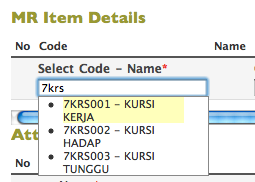 MR Item Details
No Code Name
Select Code - Name*
7krs
7KRS001 - KURSI
KERJA
7KRS002 - KURSI
HADAP
7KRS003 - KURSI
TUNGGU
Att
No